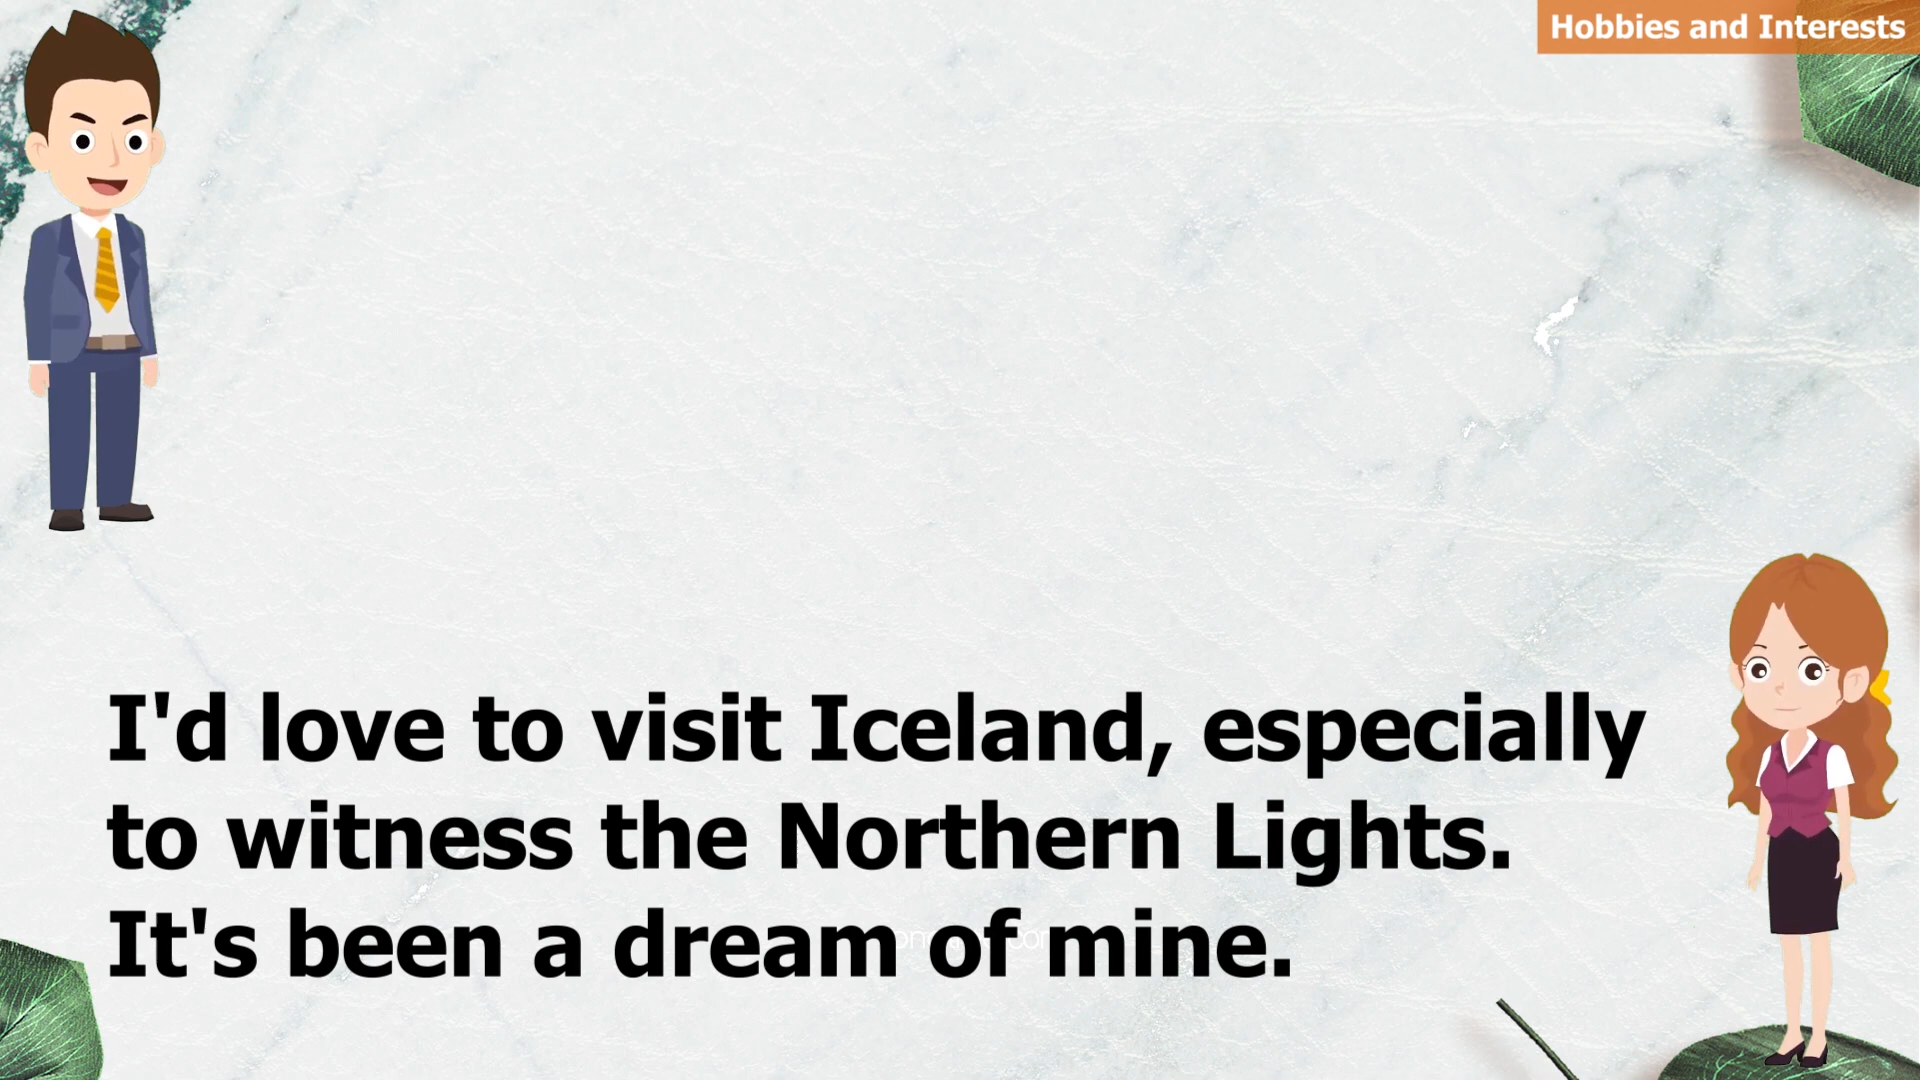 Hobbies and Interests
I'd love to visit Iceland, especially
to witness the Northern Lights.
It's been a dream of mine.